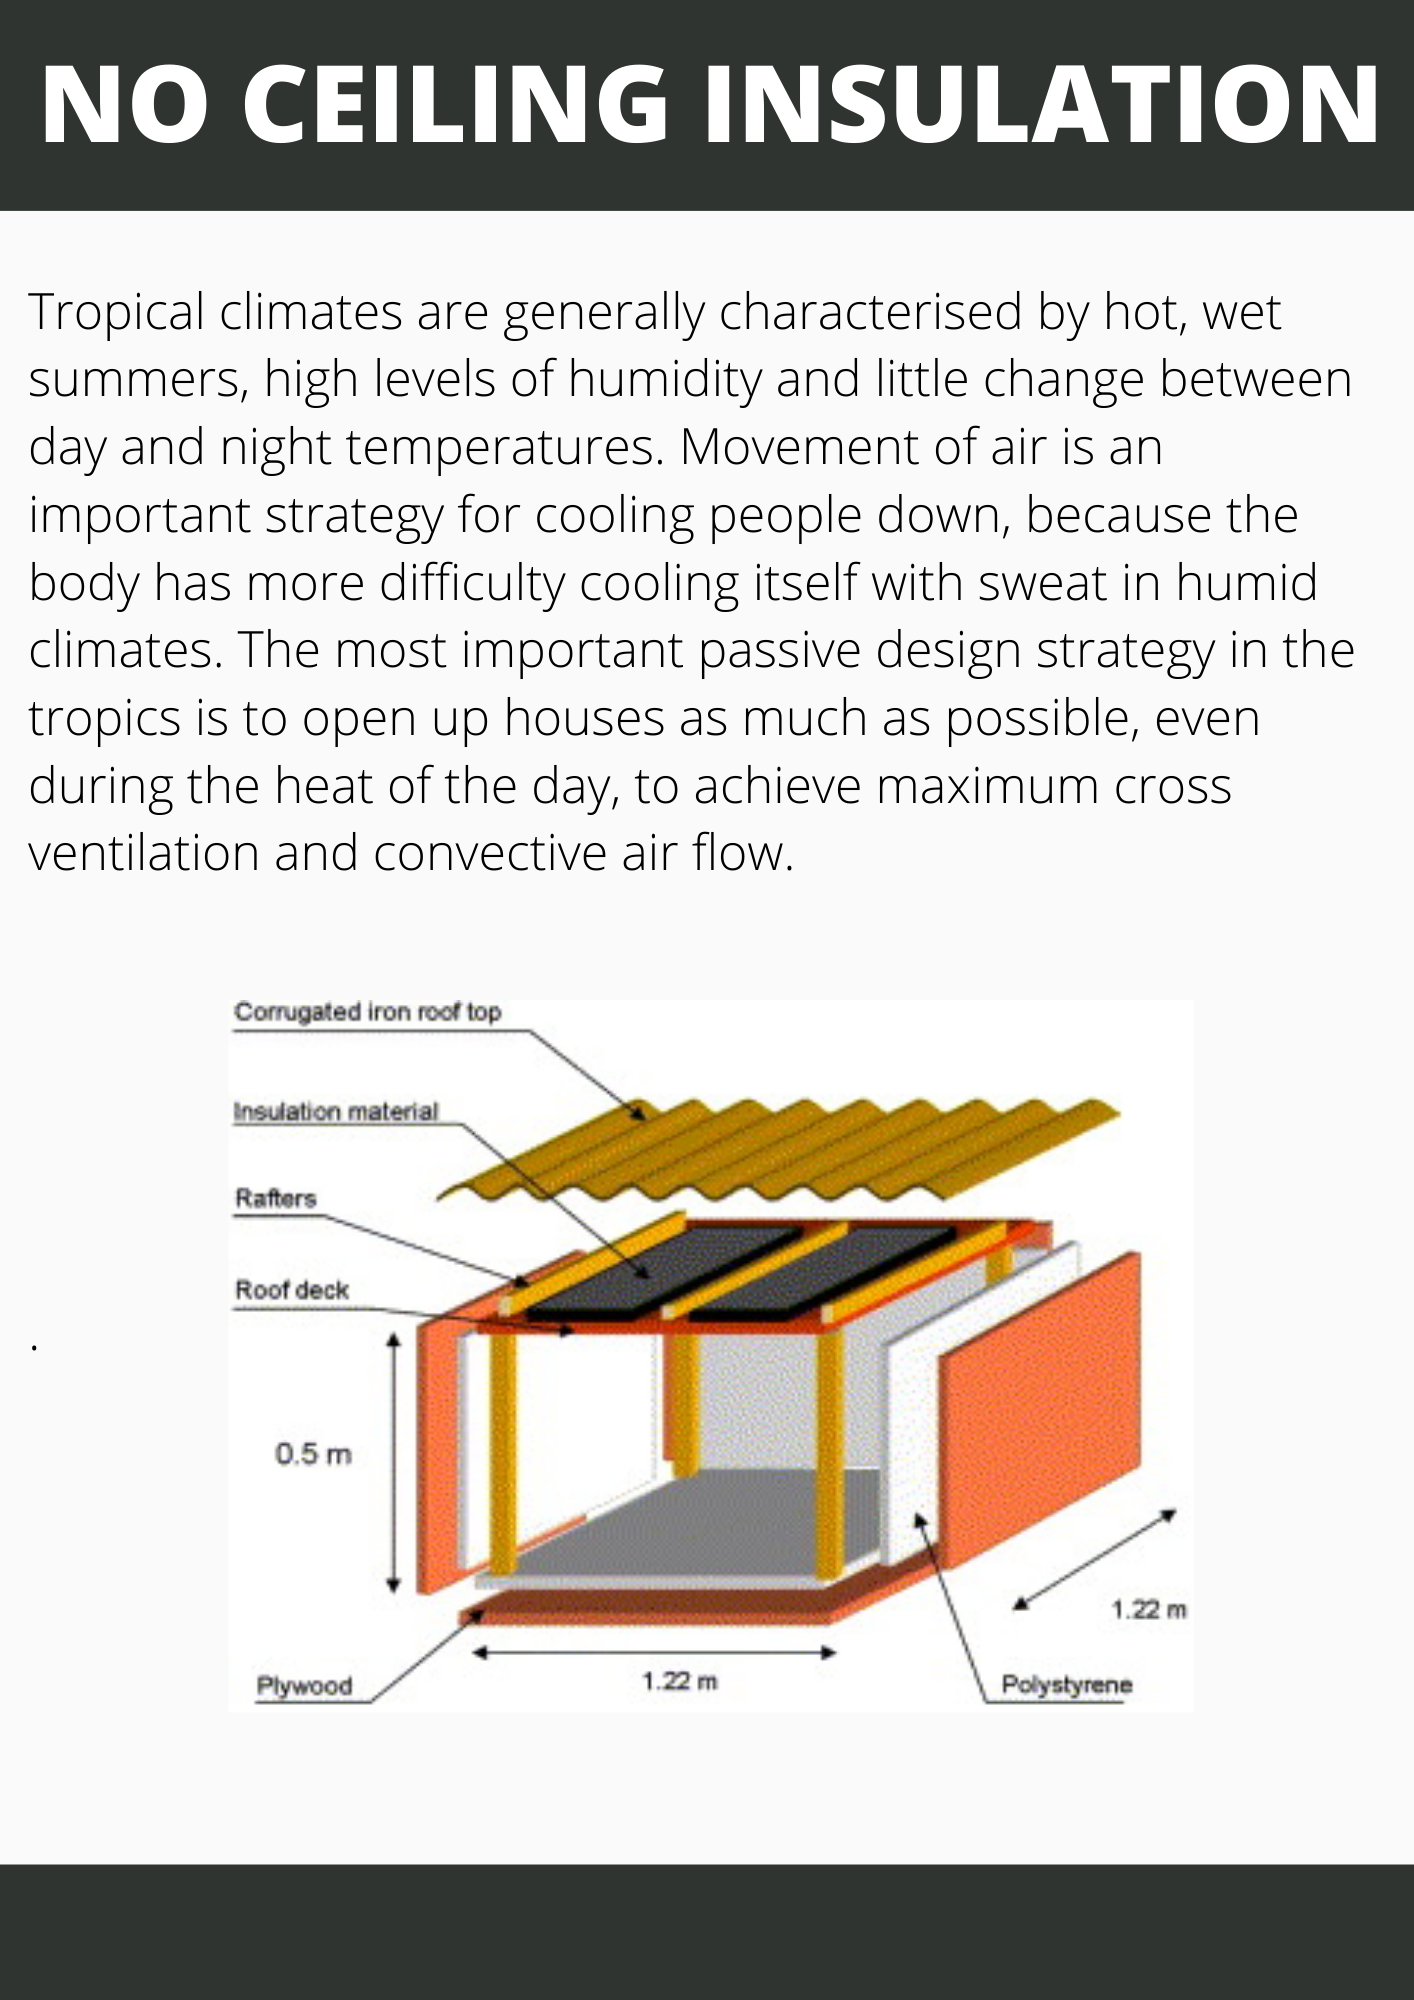 NO CEILING INSULATION
Tropical climates are generally characterised by hot, wet
summers, high levels of humidity and little change between
day and night temperatures. Movement of air is an
important strategy for cooling people down, because the
body has more difficulty cooling itself with sweat in humid
climates. The most important passive design strategy in the
tropics is to open up houses as much as possible, even
during the heat of the day, to achieve maximum cross
ventilation and convective air flow.
Corrugated iron roof top
Insulation material
Rafters
Roof deck
.
0.5 m
1.22 m
1.22 m
Plywood
Polystyrene